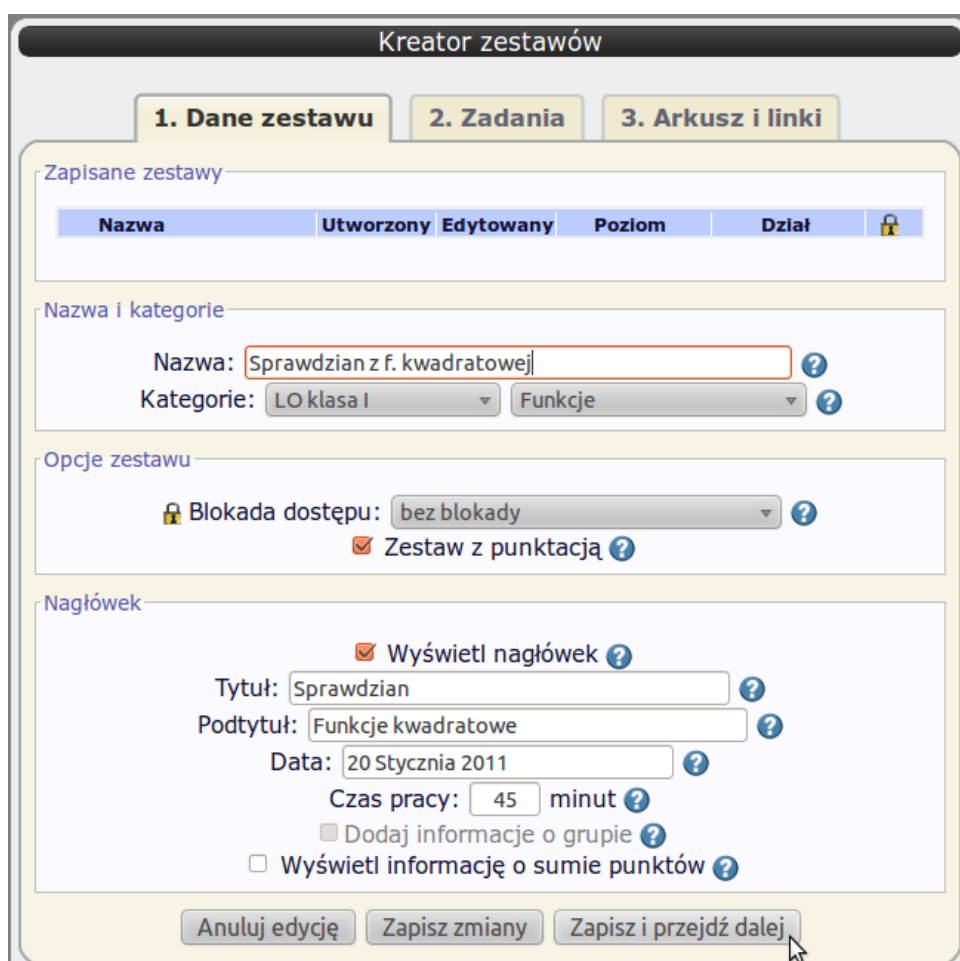 Kreator zestawów
1. Dane zestawu 2. Zadania 3. Arkusz i linki
Zapisane zestawy
Nazwa Utworzony Edytowany Poziom Dział
Nazwa i kategorie
Nazwa: Sprawdzian z f. kwadratowej
Kategorie: LO klasa I Funkcje
Opcje zestawu
Blokada dostępu: bez blokady
Zestaw z punktacją
Nagłówek
Wyświetl nagłówek
Tytuł: Sprawdzian
Podtytuł: Funkcje kwadratowe
Data: 20 Stycznia 2011
Czas pracy: 45 minut
Dodaj informacje o grupie
Wyświetl informację o sumie punktów
Anuluj edycję Zapisz zmiany Zapisz i przejdź dalej